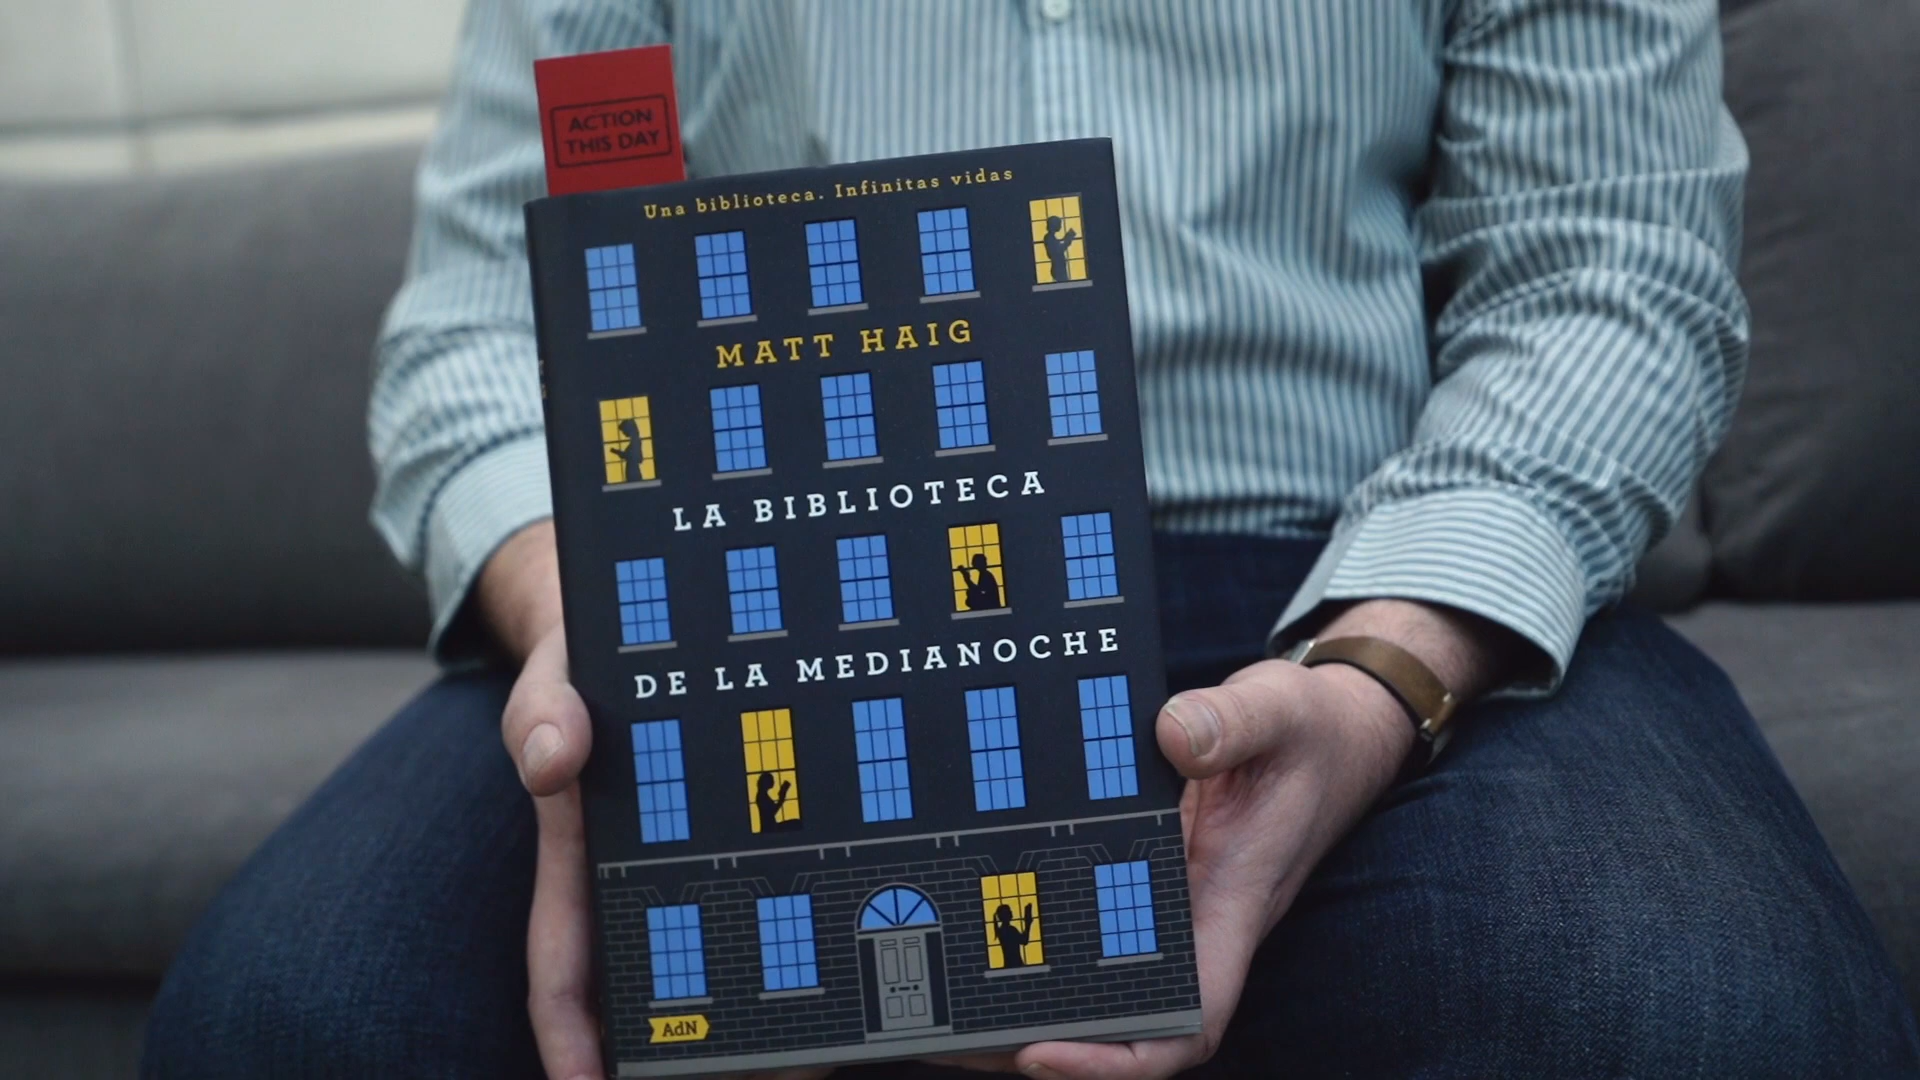 ACTION
THIS DAY
Una biblioteca. Infinitas vidas
MATT HAIG
LA BIBLIOTECA
DE LA MEDIANOCHE
AdN